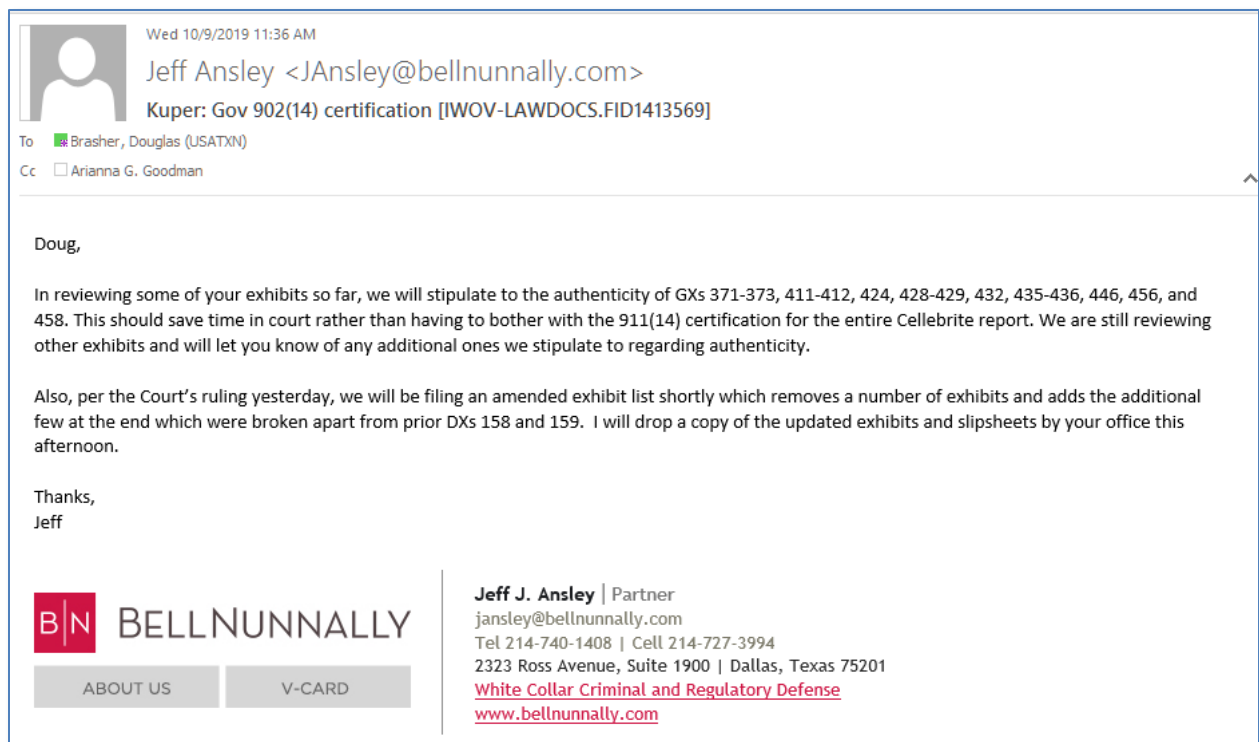 Wed 10/9/2019 11:36 AM
Jeff Ansley <JAnsley@bellnunnally.com>
Kuper: Gov 902(14) certification [IWOV-LAWDOCS.FID1413569]
To Brasher, Douglas (USATXN)
Cc Arianna G. Goodman
Doug,
In reviewing some of your exhibits so far, we will stipulate to the authenticity of GXs 371-373, 411-412, 424, 428-429, 432, 435-436, 446, 456, and
458. This should save time in court rather than having to bother with the 911(14) certification for the entire Cellebrite report. We are still reviewing
other exhibits and will let you know of any additional ones we stipulate to regarding authenticity.
Also, per the Court's ruling yesterday, we will be filing an amended exhibit list shortly which removes a number of exhibits and adds the additional
few at the end which were broken apart from prior DXs 158 and 159.  I will drop a copy of the updated exhibits and slipsheets by your office this
afternoon.
Thanks,
Jeff
B|N BELLNUNNALLY
ABOUT US V-CARD
Jeff J. Ansley | Partner
jansley@bellnunnally.com
Tel 214-740-1408 | Cell 214-727-3994
2323 Ross Avenue, Suite 1900 | Dallas, Texas 75201
White Collar Criminal and Regulatory Defense
www.bellnunnally.com